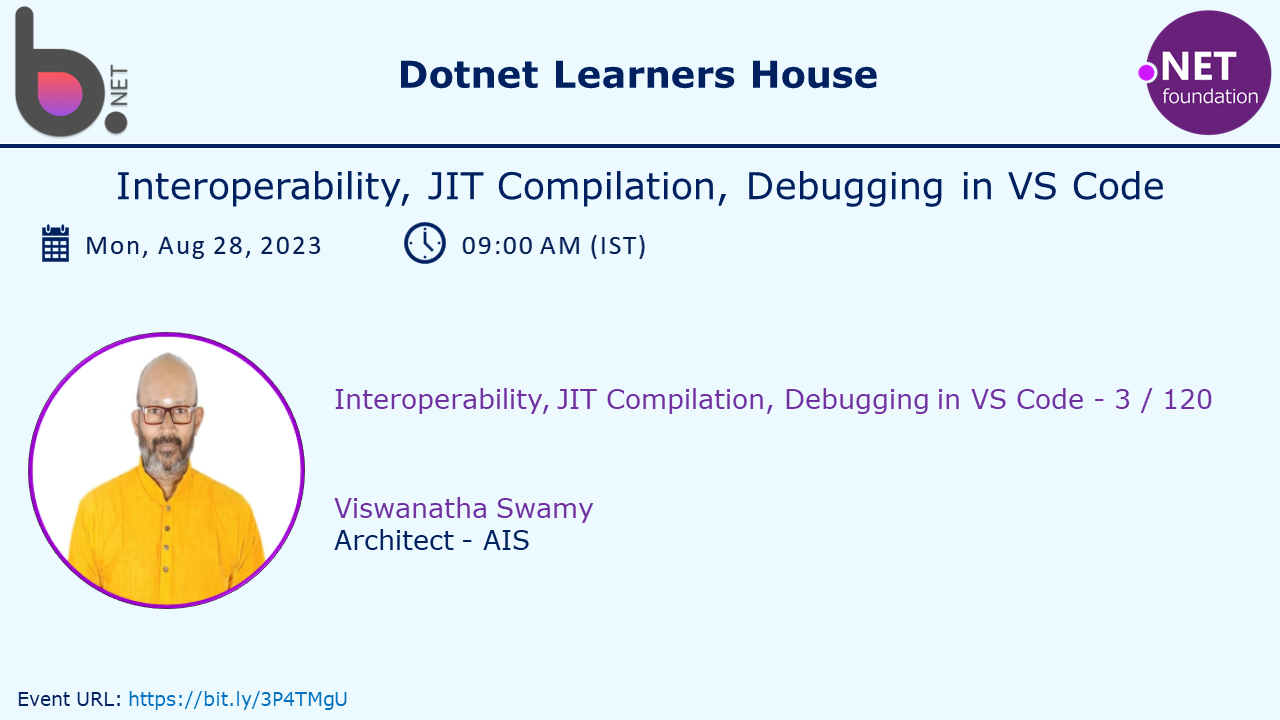 b.NET
Dotnet Learners House
.NET
foundation
Interoperability, JIT Compilation, Debugging in VS Code
Mon, Aug 28, 2023
09:00 AM (IST)
Interoperability, JIT Compilation, Debugging in VS Code - 3 / 120
Viswanatha Swamy
Architect - AIS
Event URL: https://bit.ly/3P4TMgU